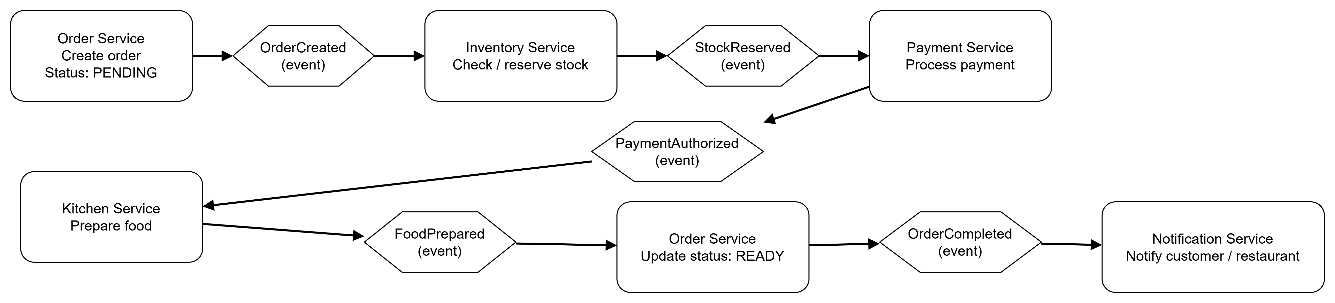 Order Service
Create order
Status: PENDING
OrderCreated
(event)
Inventory Service
Check / reserve stock
StockReserved
(event)
Payment Service
Process payment
PaymentAuthorized
(event)
Kitchen Service
Prepare food
FoodPrepared
(event)
Order Service
Update status: READY
OrderCompleted
(event)
Notification Service
Notify customer / restaurant